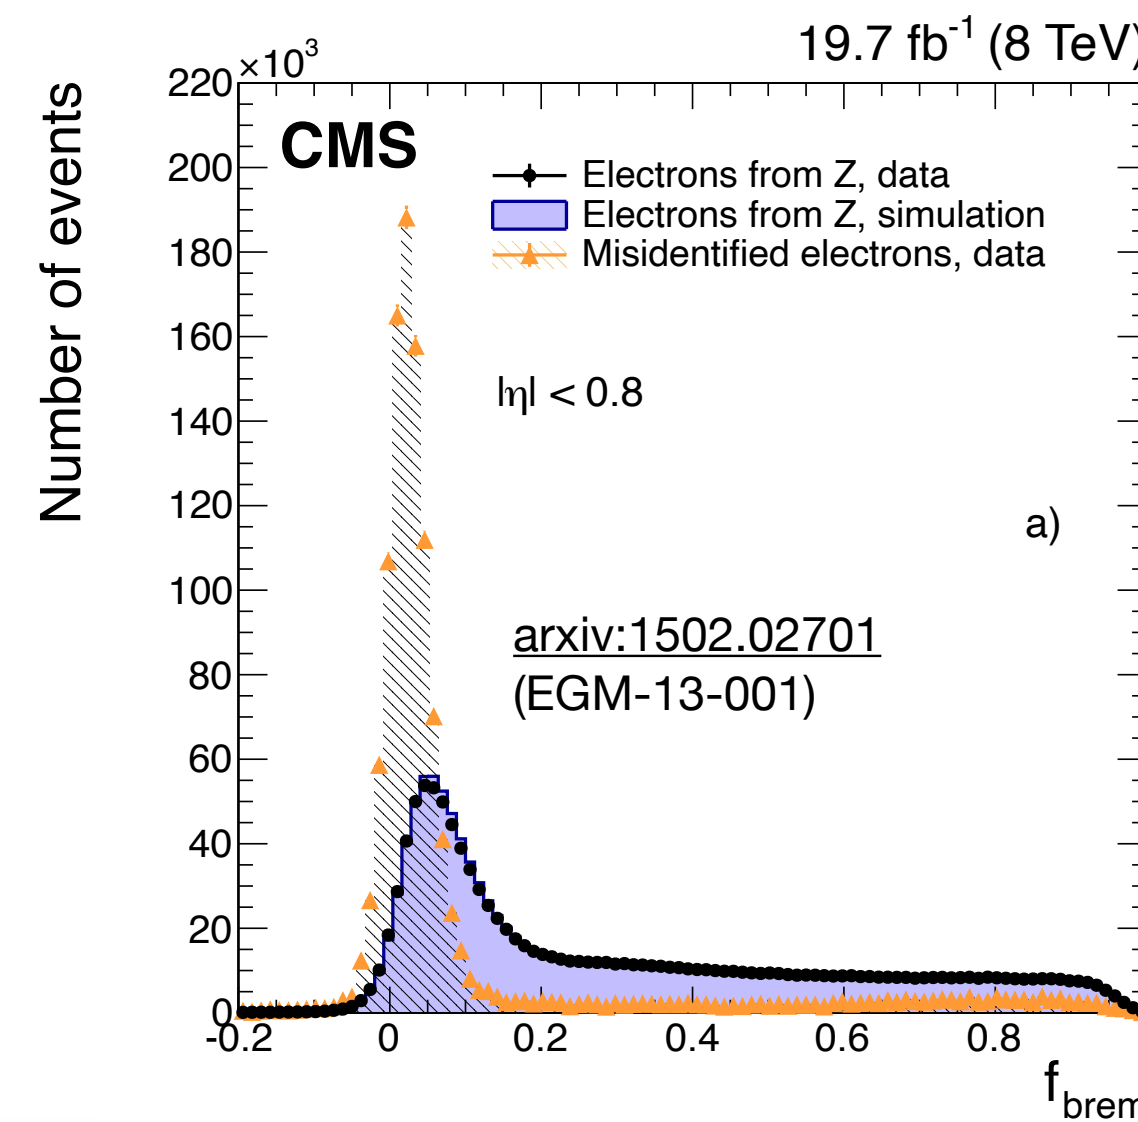 19.7 fb-1 (8 TeV)
×10³
Number of events
220
200
180
160
140
120
100
80
60
40
20
0
CMS
Electrons from Z, data
Electrons from Z, simulation
Misidentified electrons, data
|η| < 0.8
a)
arxiv:1502.02701
(EGM-13-001)
-0.2 0 0.2 0.4 0.6 0.8
f brem